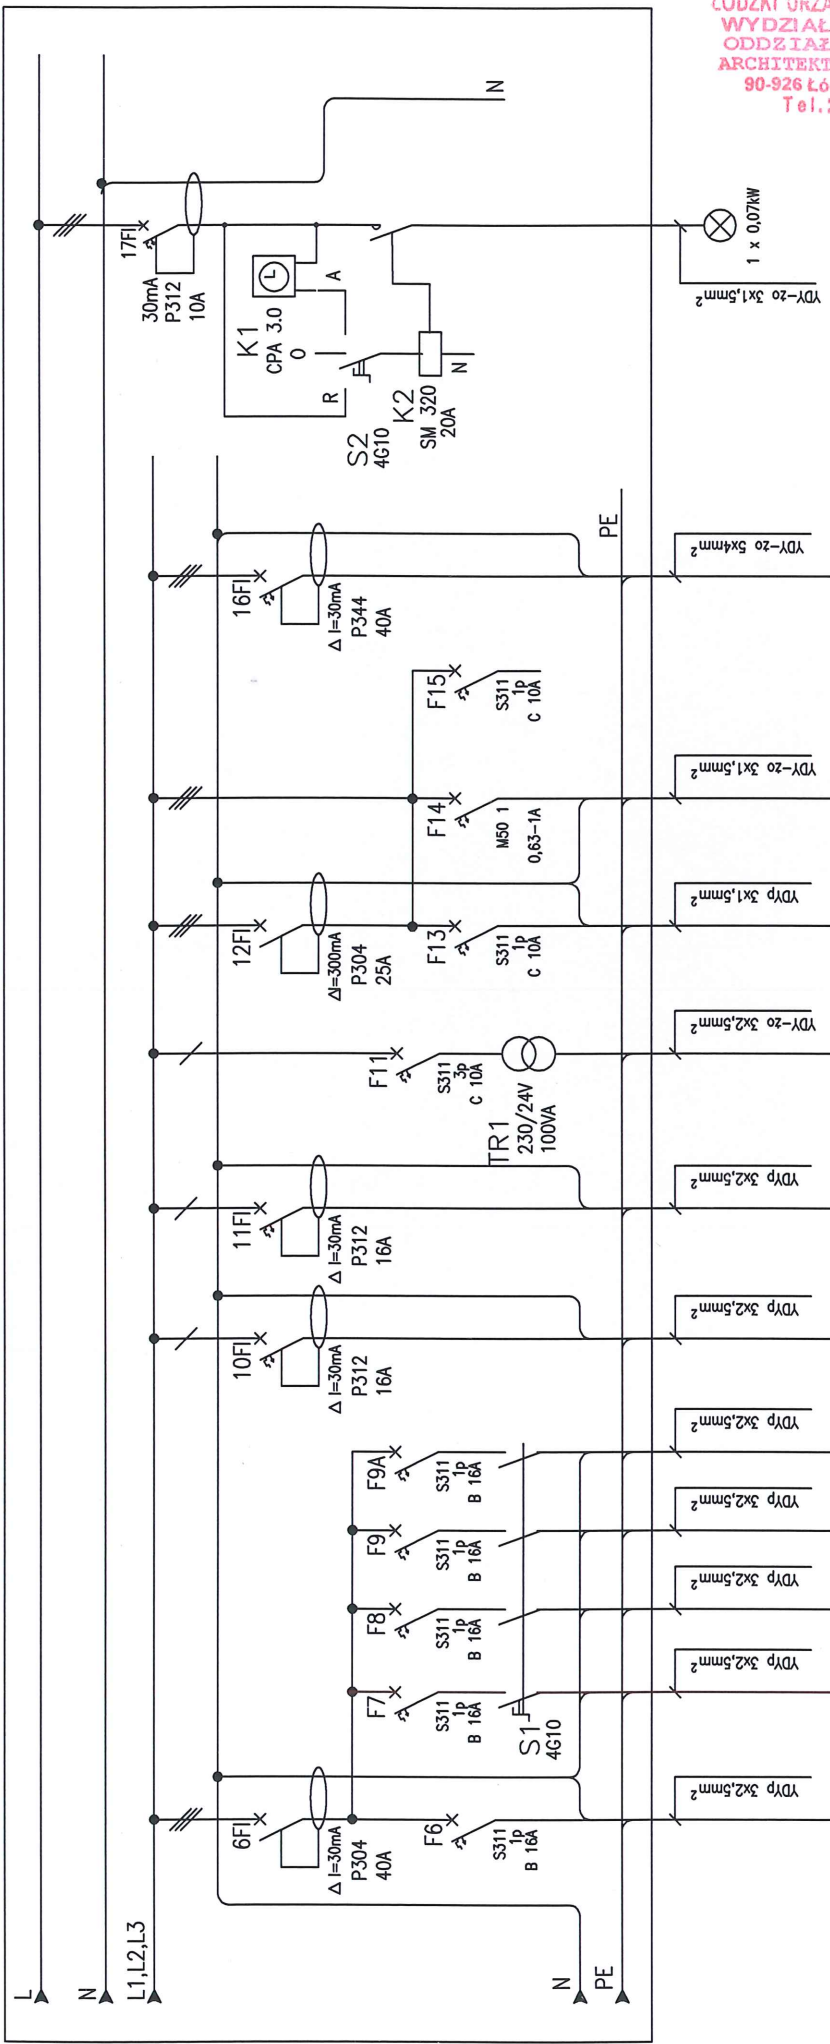 ŁÓDZKI URZĄ
WYDZIAŁ
ODDZIAŁ
ARCHITEKT
90-926 Łó
Tel.
L
N
L1,L2,L3
N
PE
6FI
Δ I=30mA
P304
40A
F6
S311
1p
B 16A
F7
S311
1p
B 16A
S1
4G10
F8
S311
1p
B 16A
F9
S311
1p
B 16A
F9A
S311
1p
B 16A
10FI
Δ I=30mA
P312
16A
11FI
Δ I=30mA
P312
16A
F11
S311
3p
C 10A
TR1
230/24V
100VA
12FI
ΔI=300mA
P304
25A
F13
S311
1p
C 10A
F14
M50 1
0,63-1A
F15
S311
1p
C 10A
16FI
Δ I=30mA
P344
40A
PE
17FI
30mA
P312
10A
K1
CPA 3.0
L
R
O
A
S2
4G10
K2
SM 320
20A
N
N
1 x 0,07kW
YDYp 3x2,5mm²
YDYp 3x2,5mm²
YDYp 3x2,5mm²
YDYp 3x2,5mm²
YDYp 3x2,5mm²
YDYp 3x2,5mm²
YDYp 3x2,5mm²
YDY-żo 3x2,5mm²
YDYp 3x1,5mm²
YDY-żo 3x1,5mm²
YDY-żo 5x4mm²
YDY-żo 3x1,5mm²